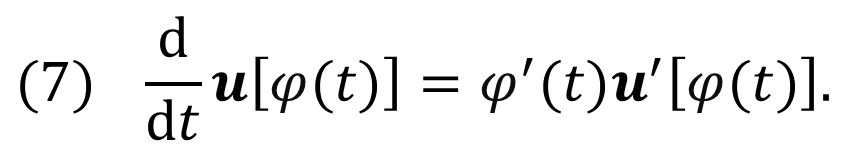 (7) d/dt 𝒖[φ(t)] = φ′(t)𝒖′[φ(t)].